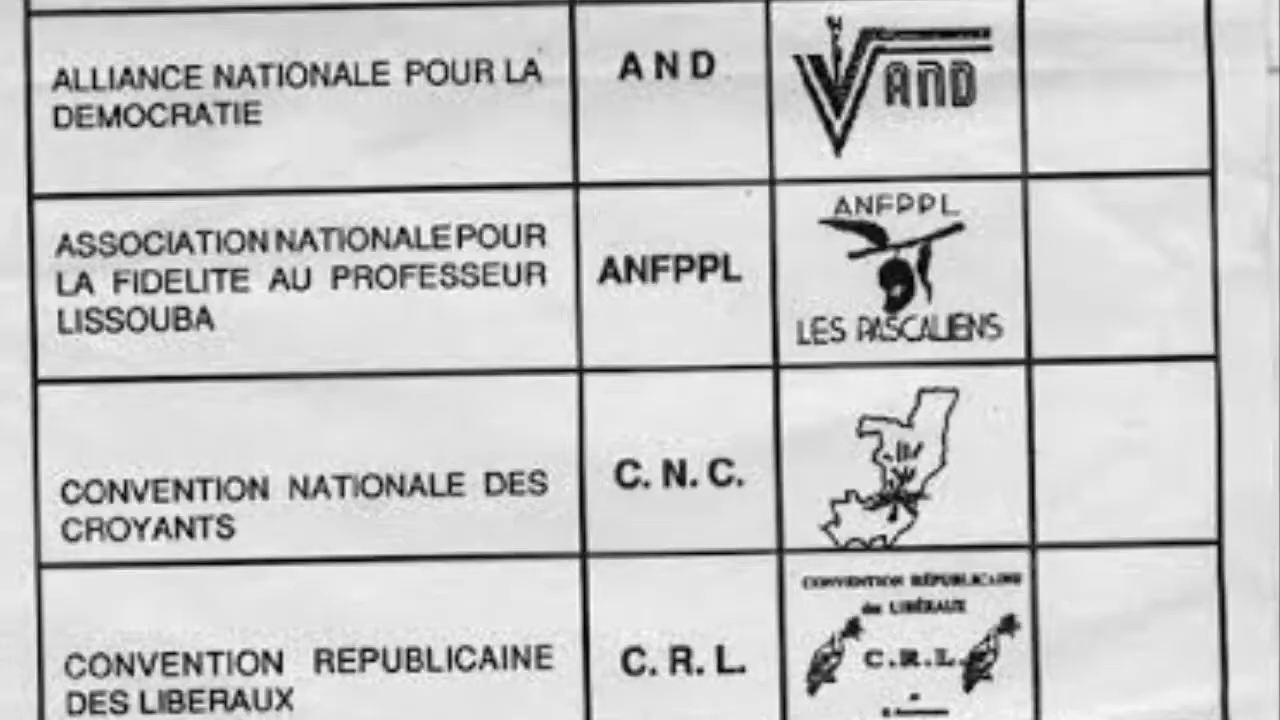 ALLIANCE NATIONALE POUR LA
DEMOCRATIE
A N D
AND
ASSOCIATION NATIONALE POUR
LA FIDELITE AU PROFESSEUR
LISSOUBA
ANFPPL
ANFPPL
LES PASCALIENS
CONVENTION NATIONALE DES
CROYANTS
C. N. C.
CONVENTION REPUBLICAINE
DES LIBERAUX
C. R. L.
CONVENTION RÉPUBLICAINE
des LIBÉRAUX
C.R.L.